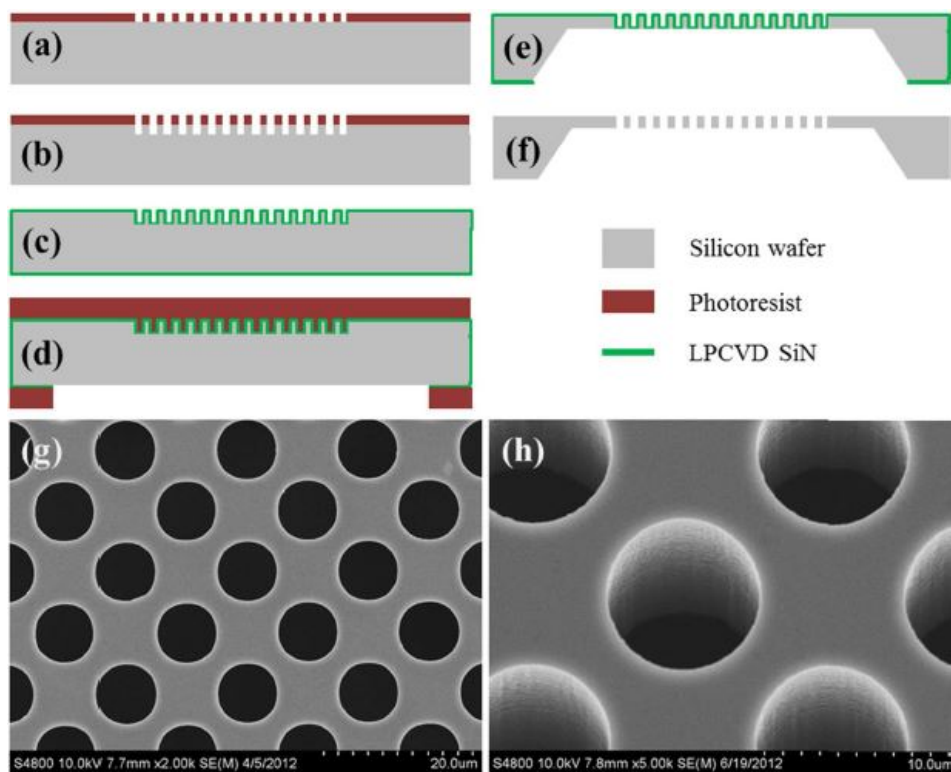 (a)
(b)
(c)
(d)
(e)
(f)
Silicon wafer
Photoresist
LPCVD SiN
(g)
S4800 10.0kV 7.7mm x2.00k SE(M) 4/5/2012 20.0um
(h)
S4800 10.0kV 7.8mm x5.00k SE(M) 6/19/2012 10.0um